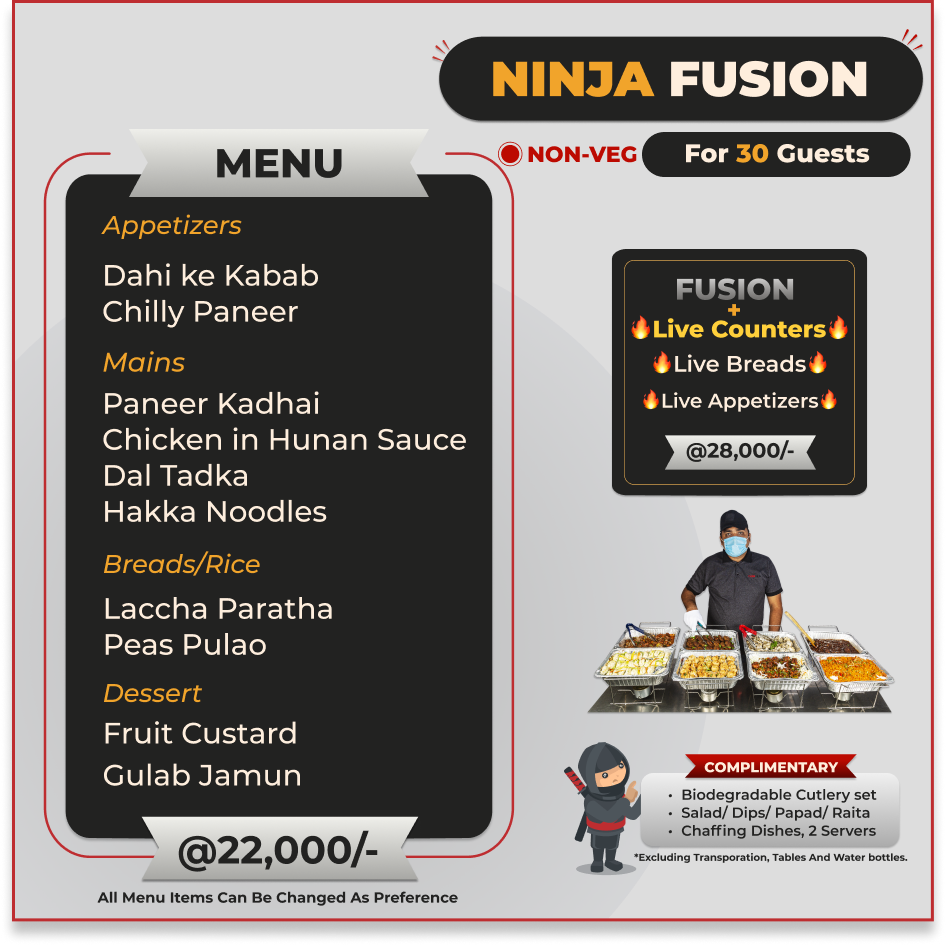 NINJA FUSION
NON-VEG
For 30 Guests
MENU
Appetizers
Dahi ke Kabab
Chilly Paneer
Mains
Paneer Kadhai
Chicken in Hunan Sauce
Dal Tadka
Hakka Noodles
Breads/Rice
Laccha Paratha
Peas Pulao
Dessert
Fruit Custard
Gulab Jamun
@22,000/-
All Menu Items Can Be Changed As Preference
FUSION
+
Live Counters
Live Breads
Live Appetizers
@28,000/-
COMPLIMENTARY
• Biodegradable Cutlery set
• Salad/ Dips/ Papad/ Raita
• Chaffing Dishes, 2 Servers
*Excluding Transporation, Tables And Water bottles.